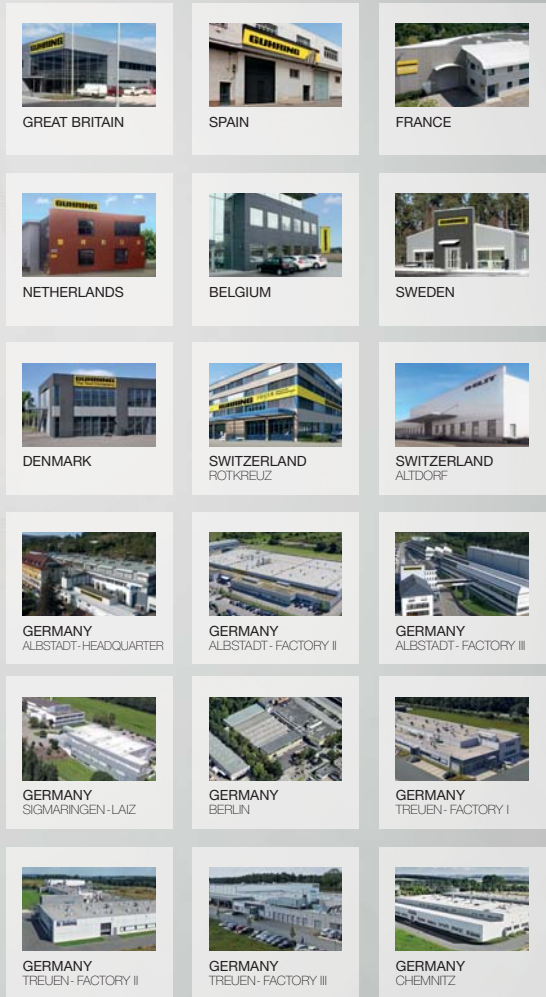 GUHRING
GREAT BRITAIN
GUHRING
SPAIN
FRANCE
GUHRING
NETHERLANDS
BELGIUM
GUHRING
SWEDEN
GUHRING
DENMARK
GUHRING
SWITZERLAND
ROTKREUZ
SWITZERLAND
ALTDORF
GERMANY
ALBSTADT - HEADQUARTER
GERMANY
ALBSTADT - FACTORY II
GERMANY
ALBSTADT - FACTORY III
GERMANY
SIGMARINGEN - LAIZ
GERMANY
BERLIN
GERMANY
TREUEN - FACTORY I
GERMANY
TREUEN - FACTORY II
GERMANY
TREUEN - FACTORY III
GERMANY
CHEMNITZ